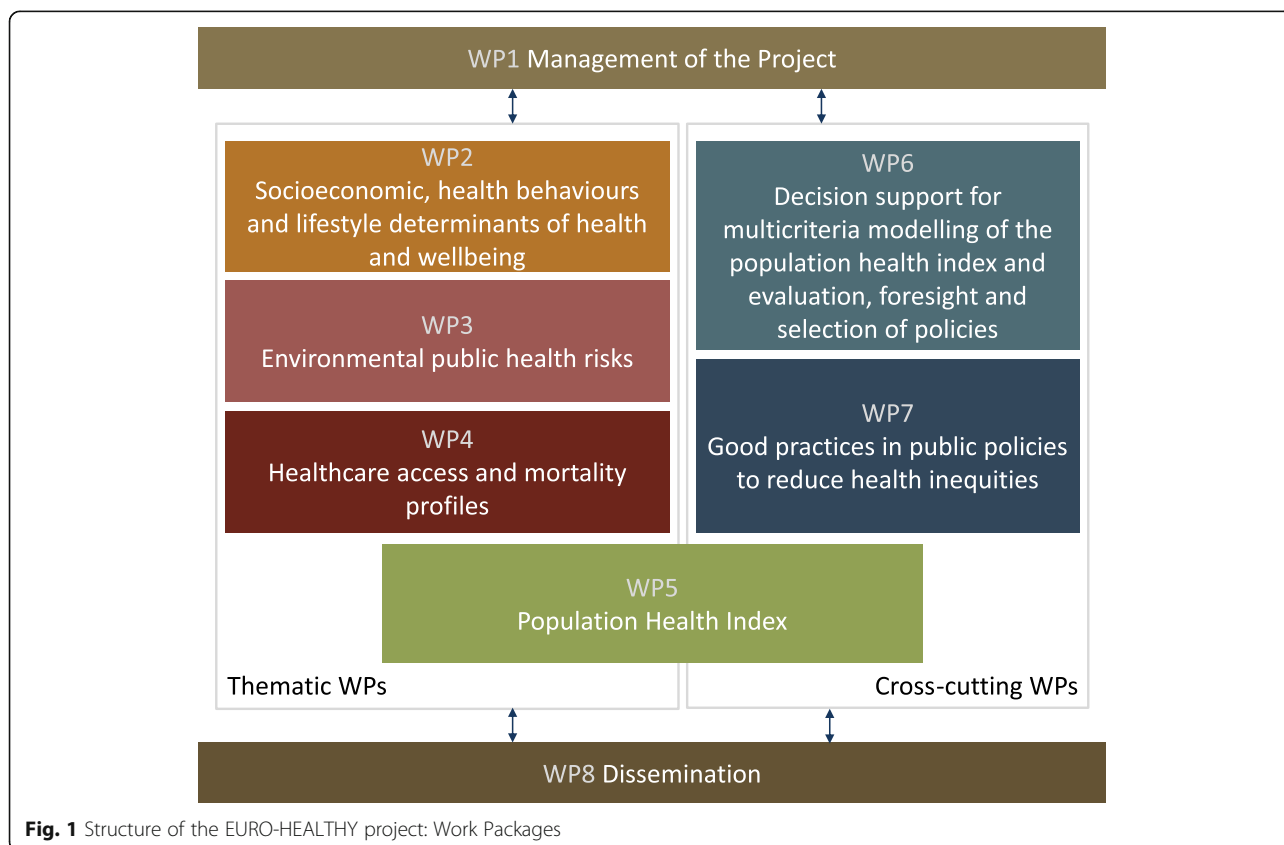 WP1 Management of the Project
WP2
Socioeconomic, health behaviours
and lifestyle determinants of health
and wellbeing
WP3
Environmental public health risks
WP4
Healthcare access and mortality
profiles
WP6
Decision support for
multicriteria modelling of the
population health index and
evaluation, foresight and
selection of policies
WP7
Good practices in public policies
to reduce health inequities
WP5
Population Health Index
Thematic WPs
Cross-cutting WPs
WP8 Dissemination
Fig. 1 Structure of the EURO-HEALTHY project: Work Packages